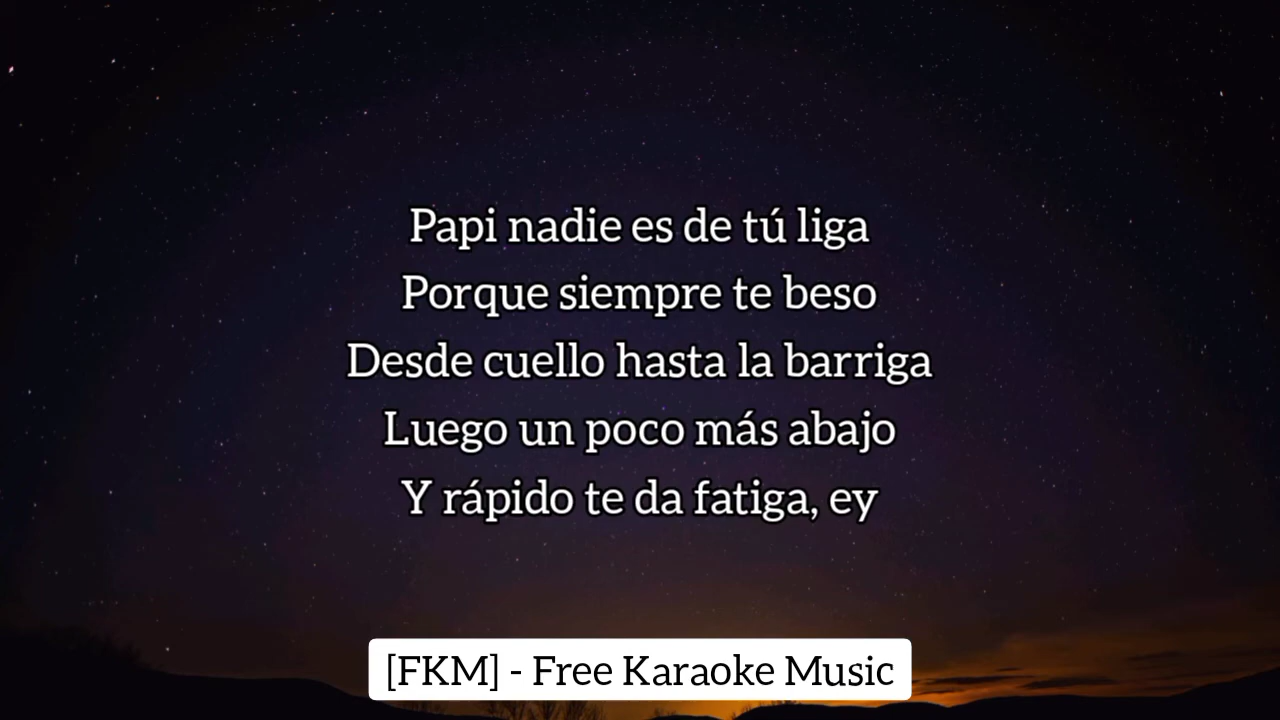 Papi nadie es de tú liga
Porque siempre te beso
Desde cuello hasta la barriga
Luego un poco más abajo
Y rápido te da fatiga, ey
[FKM] - Free Karaoke Music